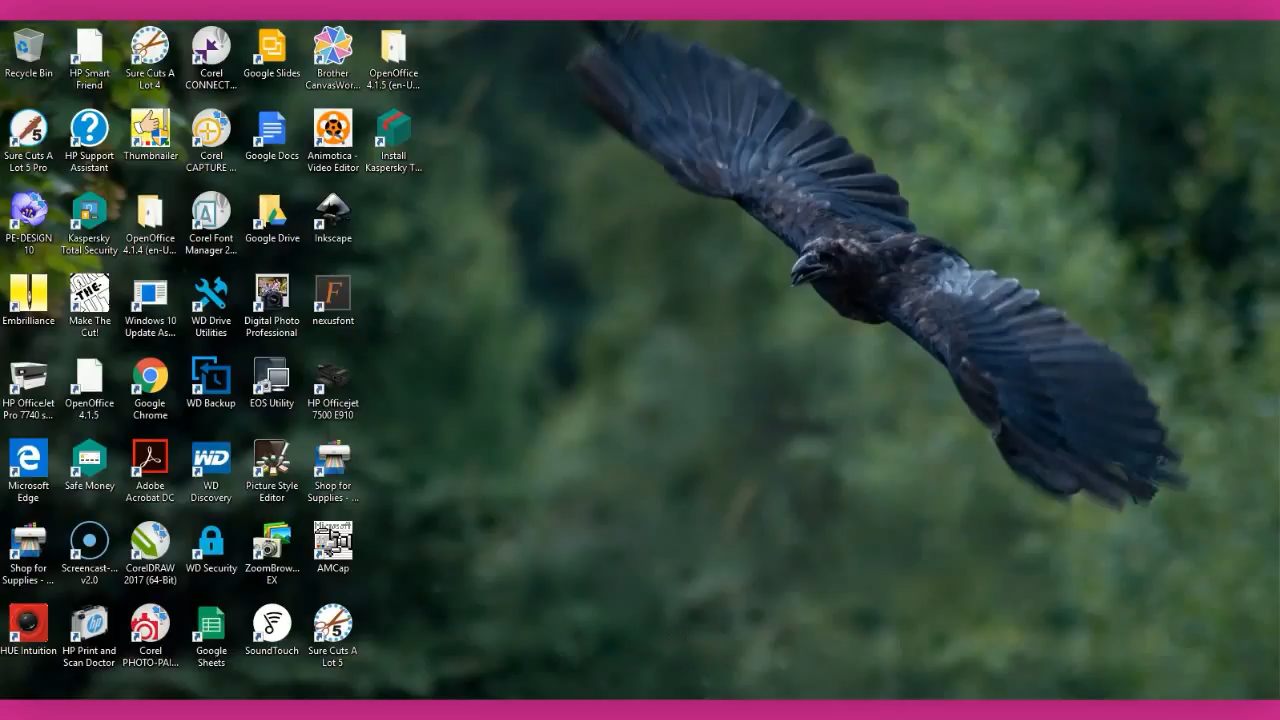 Recycle Bin
HP Smart
Friend
Sure Cuts A
Lot 4
Corel
CONNECT...
Google Slides
Brother
CanvasWor...
OpenOffice
4.1.5 (en-U...
5
Sure Cuts A
Lot 5 Pro
?
HP Support
Assistant
Thumbnailer
Corel
CAPTURE ...
Google Docs
Animotica -
Video Editor
Install
Kaspersky T...
PE-DESIGN
10
Kaspersky
Total Security
OpenOffice
4.1.4 (en-U...
A
Corel Font
Manager 2...
Google Drive
Inkscape
Embrilliance
THE
Make The
Cut!
Windows 10
Update As...
WD Drive
Utilities
Digital Photo
Professional
F
nexusfont
HP OfficeJet
Pro 7740 s...
OpenOffice
4.1.5
Google
Chrome
WD Backup
EOS Utility
HP Officejet
7500 E910
Microsoft
Edge
Safe Money
Adobe
Acrobat DC
WD
WD
Discovery
Picture Style
Editor
Shop for
Supplies - ...
Shop for
Supplies - ...
Screencast-...
v2.0
CorelDRAW
2017 (64-Bit)
WD Security
ZoomBrow...
EX
Microsoft
AMCap
HUE Intuition
hp
HP Print and
Scan Doctor
Corel
PHOTO-PAI...
Google
Sheets
SoundTouch
5
Sure Cuts A
Lot 5